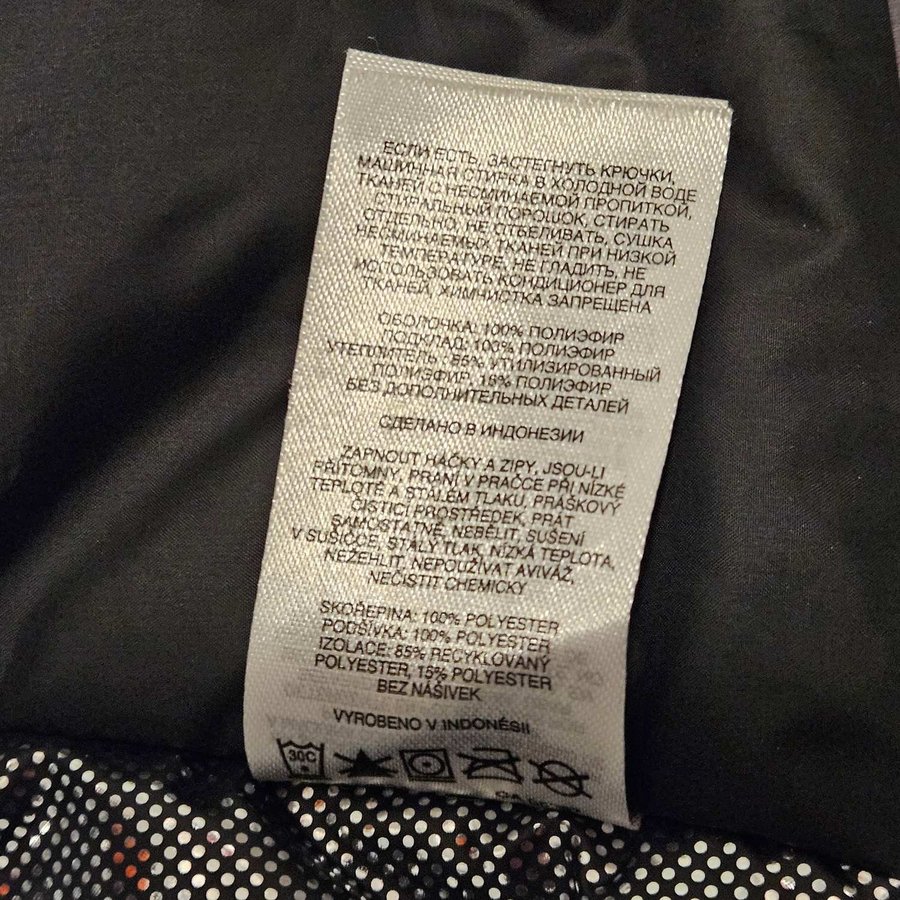 ЕСЛИ ЕСТЬ, ЗАСТЕГНУТЬ КРЮЧКИ,
МАШИННАЯ СТИРКА В ХОЛОДНОЙ ВОДЕ
ТКАНЕЙ С НЕСМИНАЕМОЙ ПРОПИТКОЙ,
СТИРАЛЬНЫЙ ПОРОШОК, СТИРАТЬ
ОТДЕЛЬНО, НЕ ОТБЕЛИВАТЬ, СУШКА
НЕСМИНАЕМЫХ ТКАНЕЙ ПРИ НИЗКОЙ
ТЕМПЕРАТУРЕ, НЕ ГЛАДИТЬ, НЕ
ИСПОЛЬЗОВАТЬ КОНДИЦИОНЕР ДЛЯ
ТКАНЕЙ, ХИМЧИСТКА ЗАПРЕЩЕНА
ОБОЛОЧКА: 100% ПОЛИЭФИР
ПОДКЛАД: 100% ПОЛИЭФИР
УТЕПЛИТЕЛЬ - 85% УТИЛИЗИРОВАННЫЙ
ПОЛИЭФИР, 15% ПОЛИЭФИР
БЕЗ ДОПОЛНИТЕЛЬНЫХ ДЕТАЛЕЙ
СДЕЛАНО В ИНДОНЕЗИИ
ZAPNOUT HÁČKY A ZIPY, JSOU-LI
PŘÍTOMNY. PRANÍ V PRAČCE PŘI NÍZKÉ
TEPLOTĚ A STÁLÉM TLAKU. PRÁŠKOVÝ
ČISTICÍ PROSTŘEDEK, PRÁT
SAMOSTATNĚ, NEBĚLIT, SUŠENÍ
V SUŠIČCE, STÁLÝ TLAK, NÍZKÁ TEPLOTA,
NEŽEHLIT, NEPOUŽÍVAT AVIVÁŽ,
NEČISTIT CHEMICKY
SKOŘEPINA: 100% POLYESTER
PODŠÍVKA: 100% POLYESTER
IZOLACE: 85% RECYKLOVANÝ
POLYESTER, 15% POLYESTER
BEZ NÁŠIVEK
VYROBENO V INDONÉSII
30C